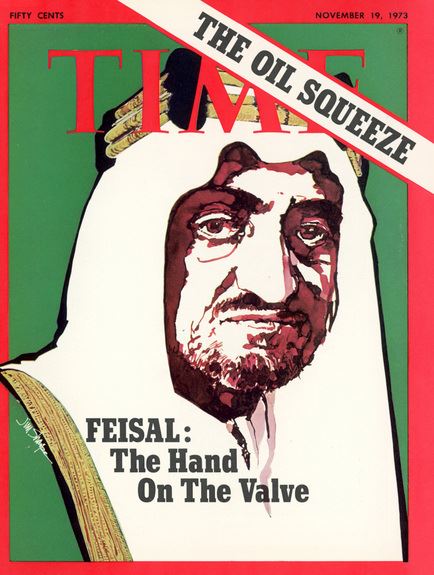 FIFTY CENTS
NOVEMBER 19, 1973
THE OIL SQUEEZE
TIME
®
FEISAL:
The Hand
On The Valve